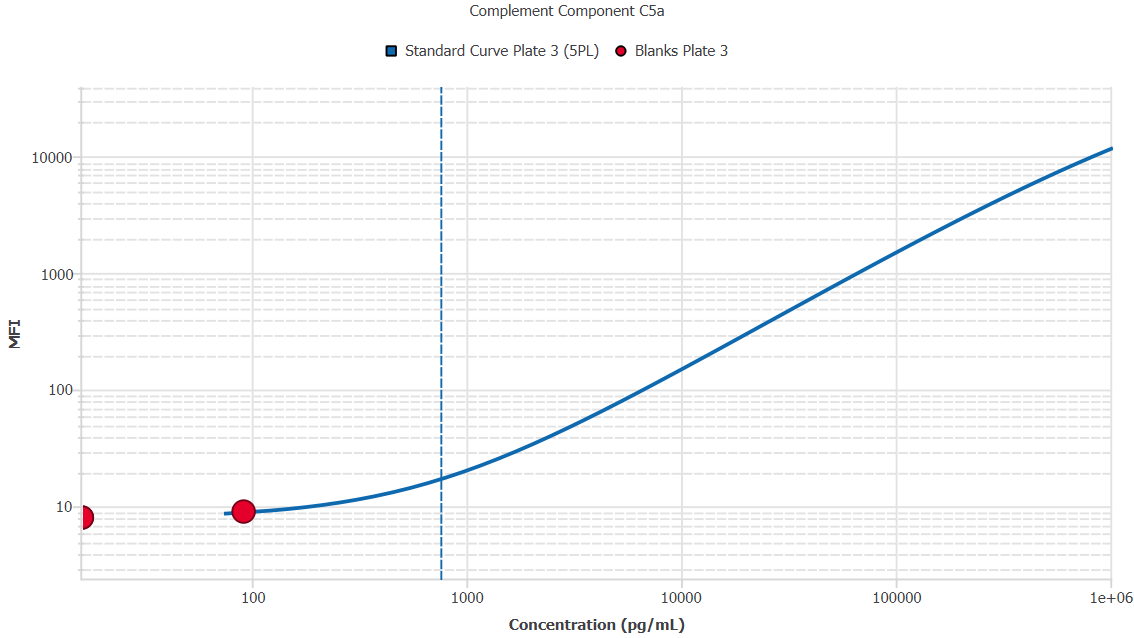 Complement Component C5a
Standard Curve Plate 3 (5PL) Blanks Plate 3
10000
1000
100
10
MFI
100 1000 10000 100000 1e+06
Concentration (pg/mL)